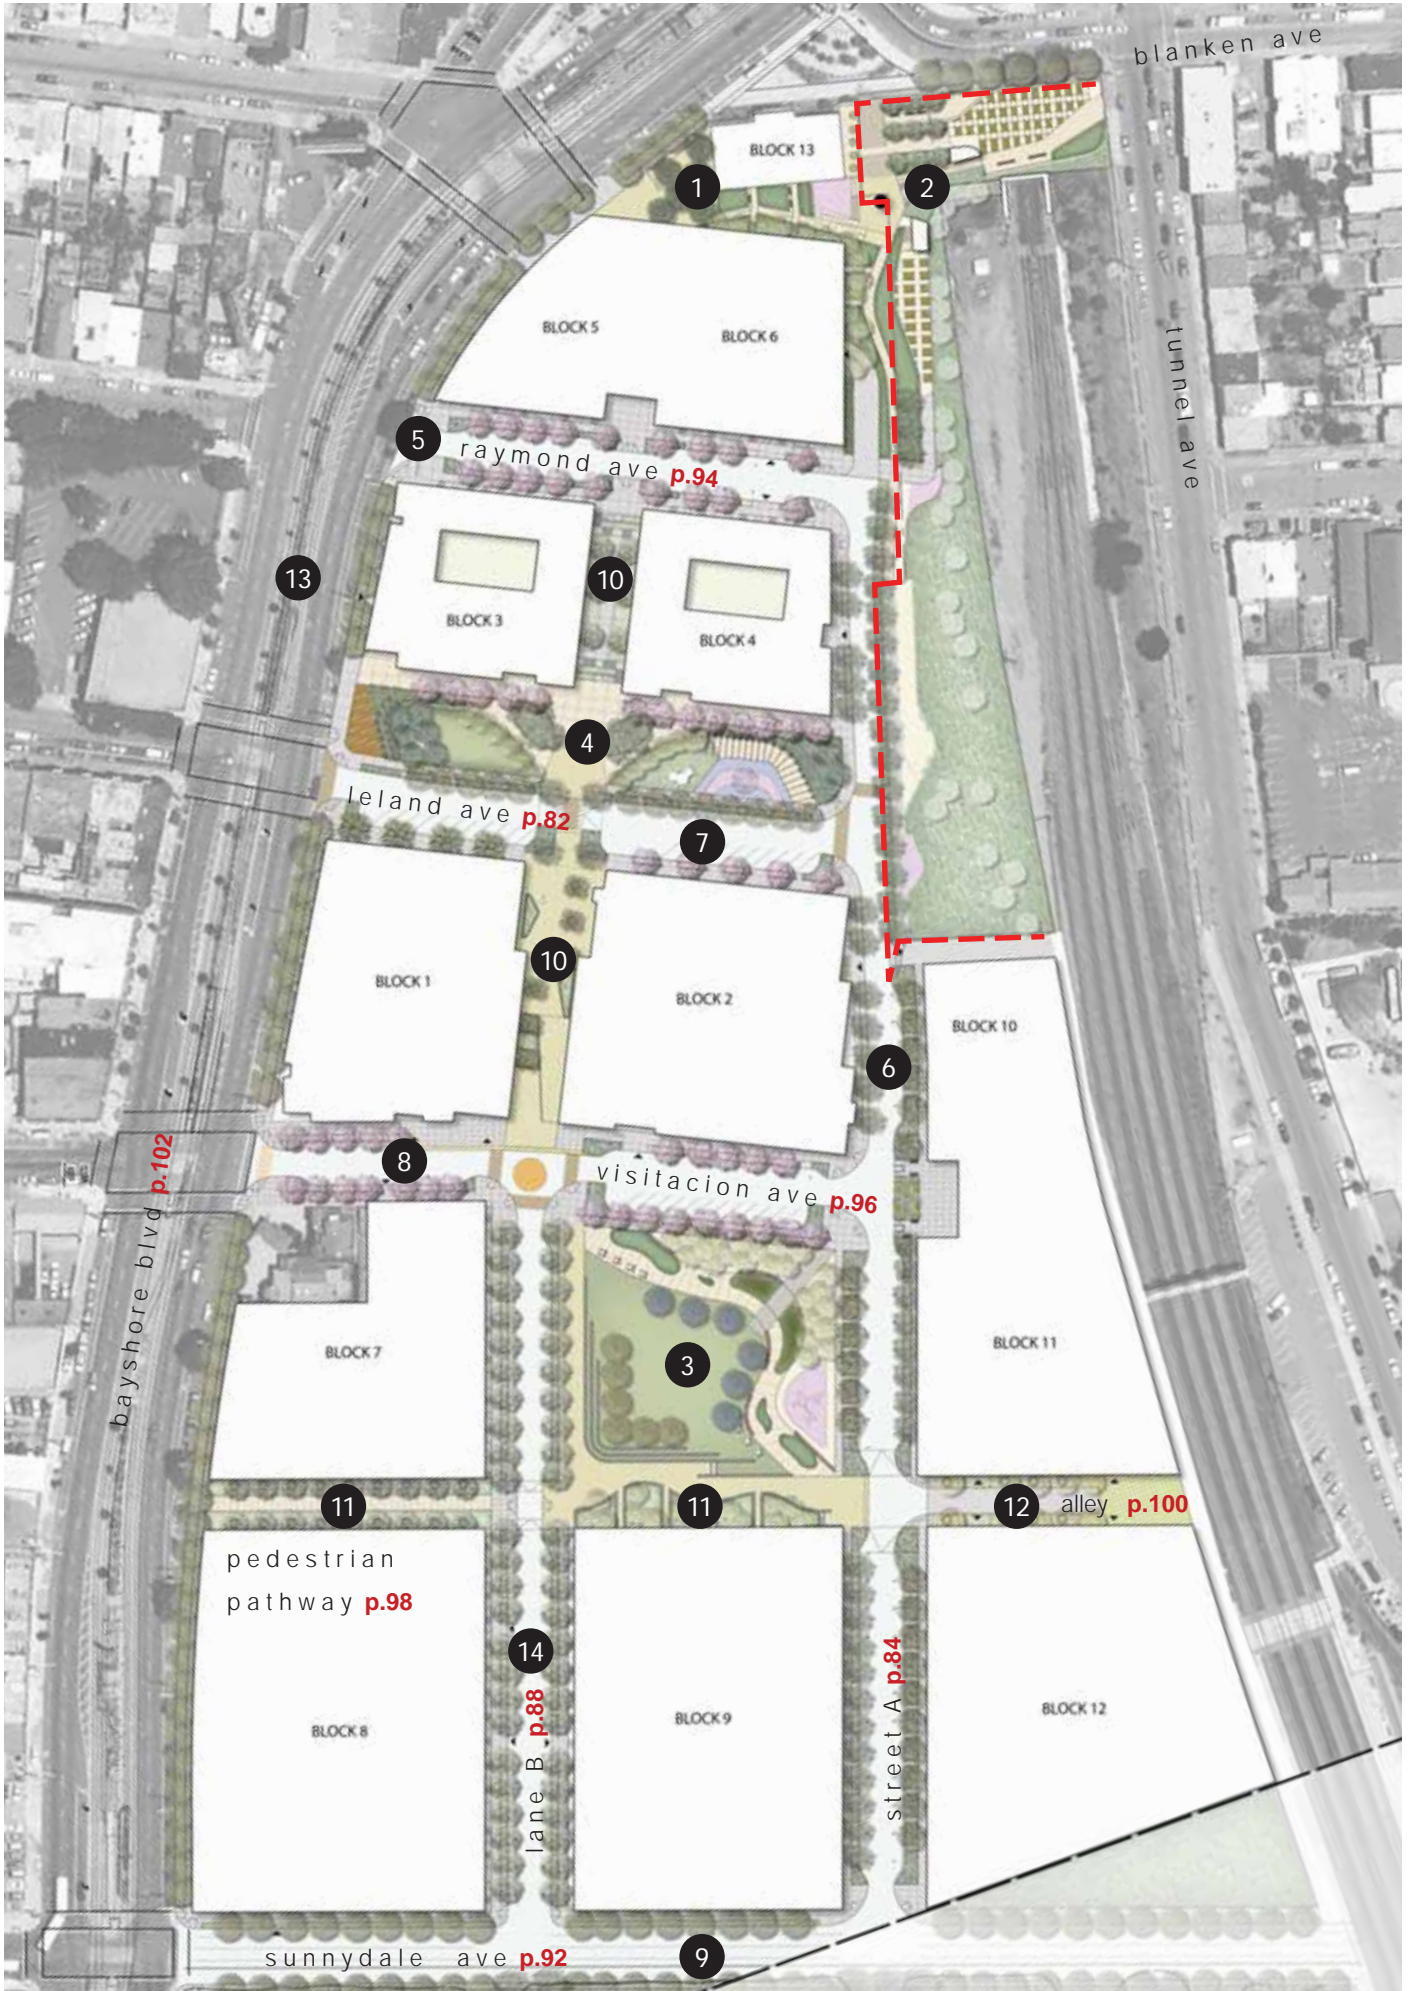 blanken ave
BLOCK 13
1
2
BLOCK 5
BLOCK 6
tunnel ave
5
raymond ave p.94
13
10
BLOCK 3
BLOCK 4
4
leland ave p.82
7
10
BLOCK 1
BLOCK 2
BLOCK 10
6
bayshore blvd p.102
8
visitacion ave p.96
BLOCK 7
3
BLOCK 11
11
11
12
alley p.100
pedestrian
pathway p.98
14
lane B p.88
street A p.84
BLOCK 8
BLOCK 9
BLOCK 12
sunnydale ave p.92
9